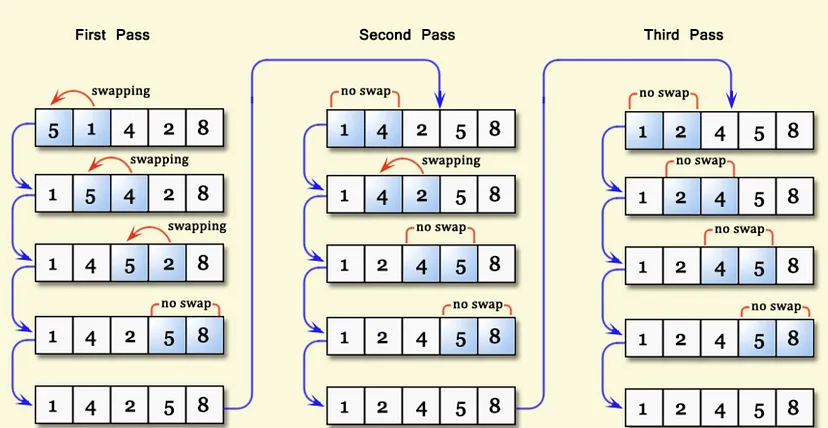 First Pass
swapping
5 1 4 2 8
swapping
1 5 4 2 8
swapping
1 4 5 2 8
no swap
1 4 2 5 8
1 4 2 5 8
Second Pass
no swap
1 4 2 5 8
swapping
1 4 2 5 8
no swap
1 2 4 5 8
no swap
1 2 4 5 8
1 2 4 5 8
Third Pass
no swap
1 2 4 5 8
no swap
1 2 4 5 8
no swap
1 2 4 5 8
no swap
1 2 4 5 8
1 2 4 5 8